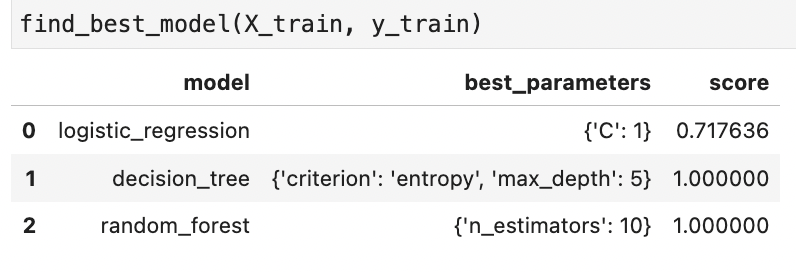 find_best_model(X_train, y_train)
model best_parameters score
0 logistic_regression {'C': 1} 0.717636
1 decision_tree {'criterion': 'entropy', 'max_depth': 5} 1.000000
2 random_forest {'n_estimators': 10} 1.000000